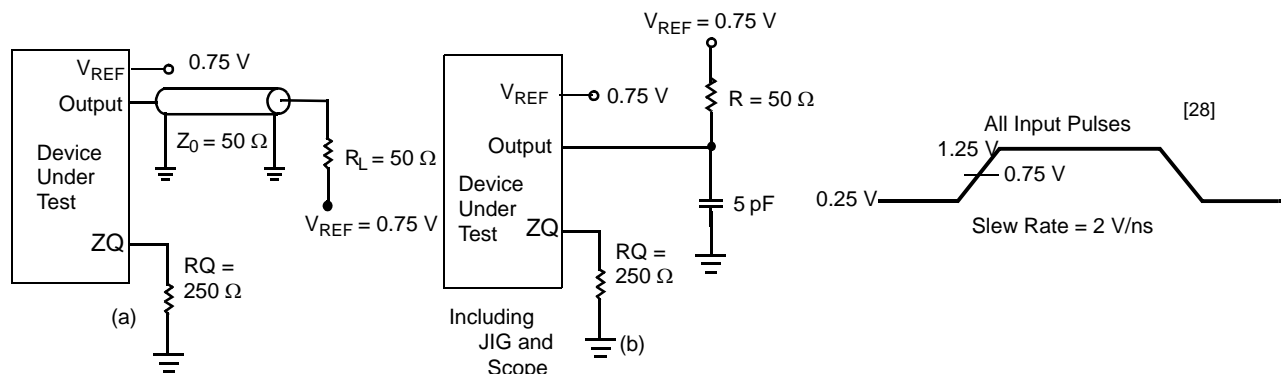 V_REF 0.75 V
Output
Z_0 = 50 Ω
Device
Under
Test
R_L = 50 Ω
V_REF = 0.75 V
ZQ
RQ =
250 Ω
(a)
V_REF = 0.75 V
V_REF 0.75 V
R = 50 Ω
Output
Device
Under
Test
5 pF
ZQ
RQ =
250 Ω
Including
JIG and
Scope
(b)
[28]
All Input Pulses
1.25 V
0.75 V
0.25 V
Slew Rate = 2 V/ns